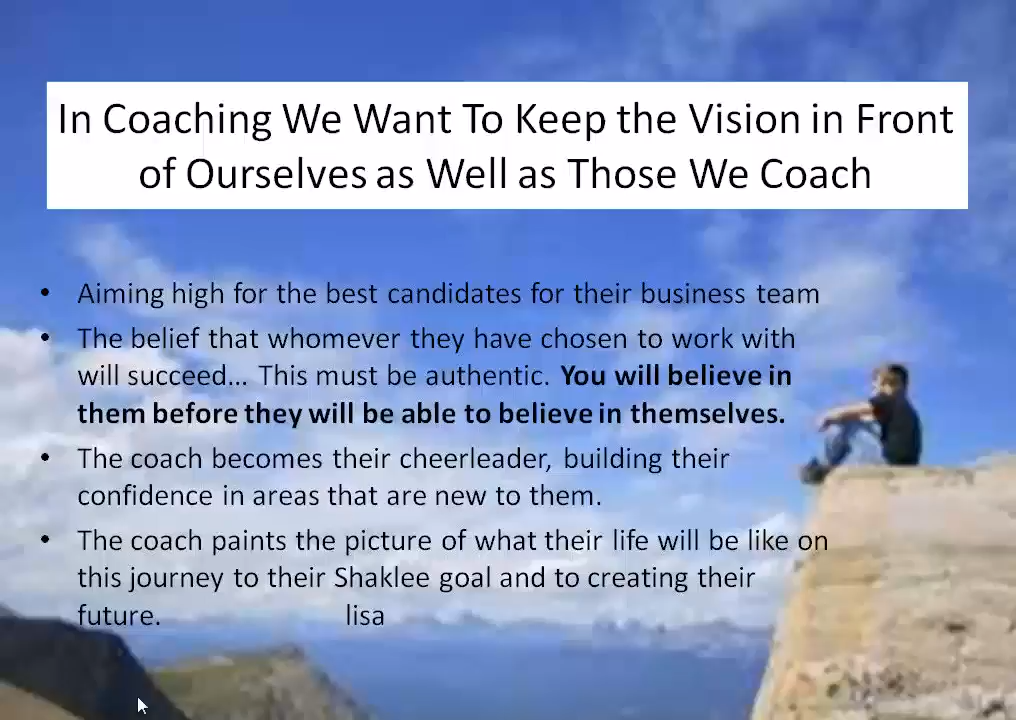 In Coaching We Want To Keep the Vision in Front
of Ourselves as Well as Those We Coach
• Aiming high for the best candidates for their business team
• The belief that whomever they have chosen to work with
will succeed... This must be authentic. You will believe in
them before they will be able to believe in themselves.
• The coach becomes their cheerleader, building their
confidence in areas that are new to them.
• The coach paints the picture of what their life will be like on
this journey to their Shaklee goal and to creating their
future. lisa